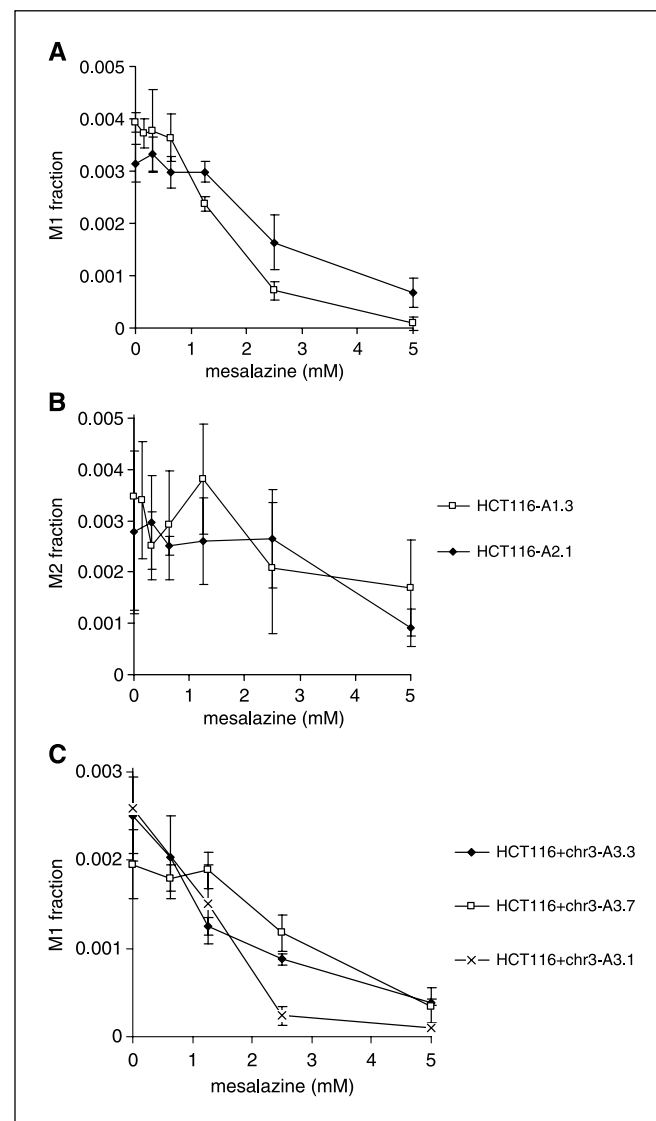 A
0.005
0.004
0.003
0.002
0.001
0
M1 fraction
0 1 2 3 4 5
mesalazine (mM)
B
0.005
0.004
0.003
0.002
0.001
0
M2 fraction
0 1 2 3 4 5
mesalazine (mM)
HCT116-A1.3
HCT116-A2.1
C
0.003
0.002
0.001
0
M1 fraction
0 1 2 3 4 5
mesalazine (mM)
HCT116+chr3-A3.3
HCT116+chr3-A3.7
HCT116+chr3-A3.1